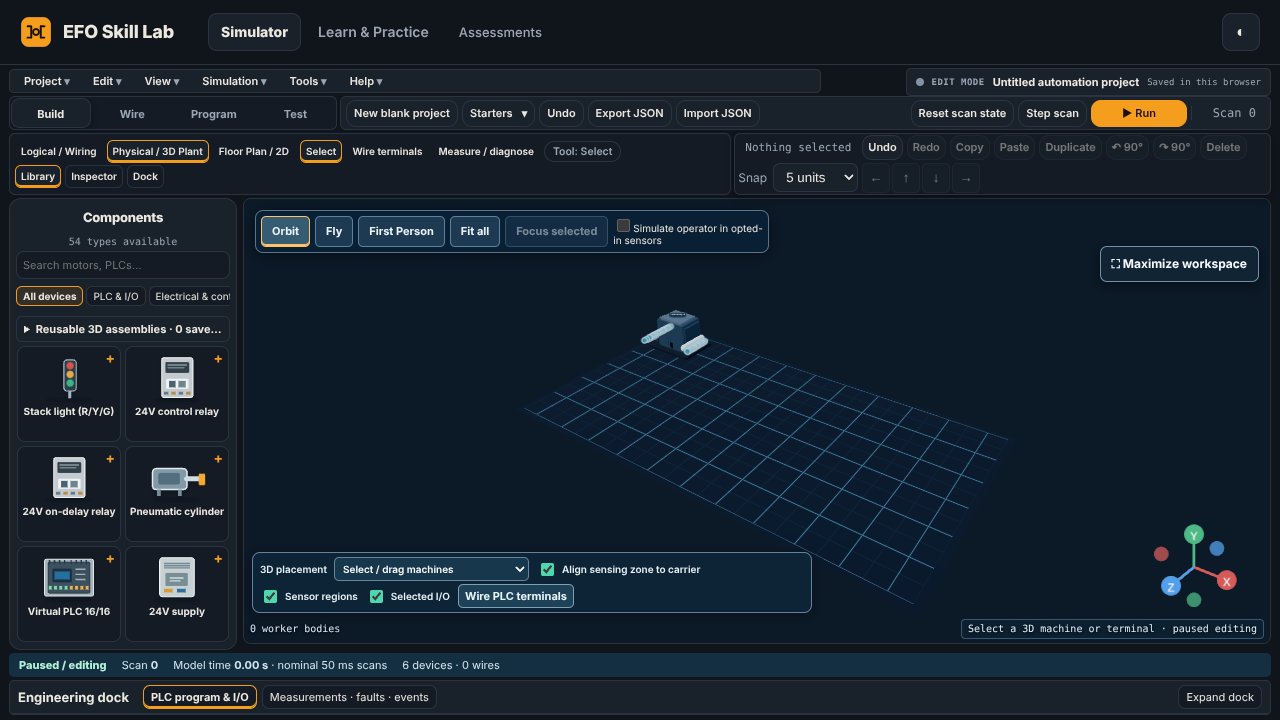 EFO Skill Lab
Simulator
Learn & Practice
Assessments
Project ▾
Edit ▾
View ▾
Simulation ▾
Tools ▾
Help ▾
EDIT MODE Untitled automation project Saved in this browser
Build
Wire
Program
Test
New blank project
Starters ▾
Undo
Export JSON
Import JSON
Reset scan state
Step scan
▶ Run
Scan 0
Logical / Wiring
Physical / 3D Plant
Floor Plan / 2D
Select
Wire terminals
Measure / diagnose
Tool: Select
Library
Inspector
Dock
Nothing selected
Undo
Redo
Copy
Paste
Duplicate
↶ 90°
↷ 90°
Delete
Snap
5 units
←
↑
↓
→
Components
54 types available
Search motors, PLCs...
All devices
PLC & I/O
Electrical & cont
▶ Reusable 3D assemblies · 0 save...
+
Stack light (R/Y/G)
+
24V control relay
+
24V on-delay relay
+
Pneumatic cylinder
+
Virtual PLC 16/16
+
24V supply
Orbit
Fly
First Person
Fit all
Focus selected
Simulate operator in opted-
in sensors
Maximize workspace
3D placement
Select / drag machines
Align sensing zone to carrier
Sensor regions
Selected I/O
Wire PLC terminals
Y
X
Z
0 worker bodies
Select a 3D machine or terminal · paused editing
Paused / editing
Scan 0
Model time 0.00 s · nominal 50 ms scans
6 devices · 0 wires
Engineering dock
PLC program & I/O
Measurements · faults · events
Expand dock